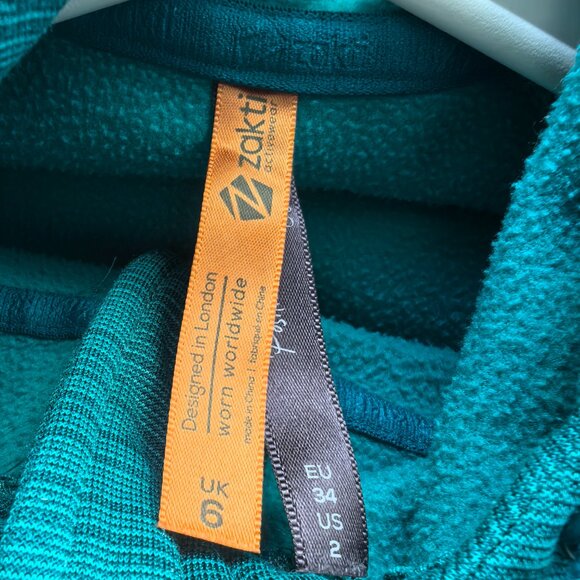 zakti
activewear
Designed in London
worn worldwide
made in China | fabriqué en Chine
UK
6
EU
34
US
2